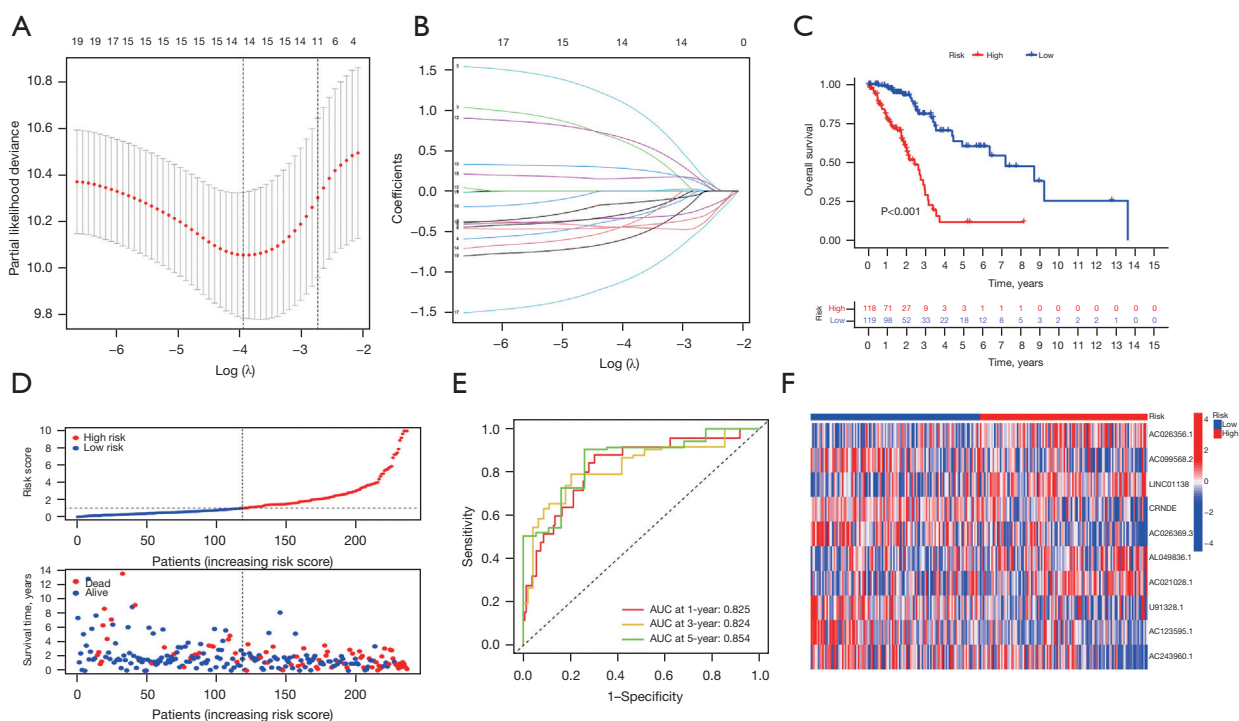 A
19 19 17 15 15 15 15 15 15 14 14 15 15 14 11 6 4
Partial likelihood deviance
10.8
10.6
10.4
10.2
10.0
9.8
−6 −5 −4 −3 −2
Log (λ)
B
17 15 14 14 0
Coefficients
1.5
1.0
0.5
0.0
−0.5
−1.0
−1.5
−6 −5 −4 −3 −2
Log (λ)
C
Risk High Low
Overall survival
1.00
0.75
0.50
0.25
0.00
P<0.001
0 1 2 3 4 5 6 7 8 9 10 11 12 13 14 15
Time, years
Risk
High 118 71 27 9 3 3 1 1 1 0 0 0 0 0 0 0
Low 119 98 52 33 22 18 12 8 5 3 2 2 2 1 0 0
0 1 2 3 4 5 6 7 8 9 10 11 12 13 14 15
Time, years
D
Risk score
10
8
6
4
2
0
High risk
Low risk
0 50 100 150 200
Patients (increasing risk score)
Survival time, years
14
12
10
8
6
4
2
0
Dead
Alive
0 50 100 150 200
Patients (increasing risk score)
E
Sensitivity
1.0
0.8
0.6
0.4
0.2
0.0
AUC at 1-year: 0.825
AUC at 3-year: 0.824
AUC at 5-year: 0.854
0.0 0.2 0.4 0.6 0.8 1.0
1−Specificity
F
Risk
AC026356.1
AC099568.2
LINC01138
CRNDE
AC026369.3
AL049836.1
AC021028.1
U91328.1
AC123595.1
AC243960.1
4
2
0
−2
−4
Risk
Low
High